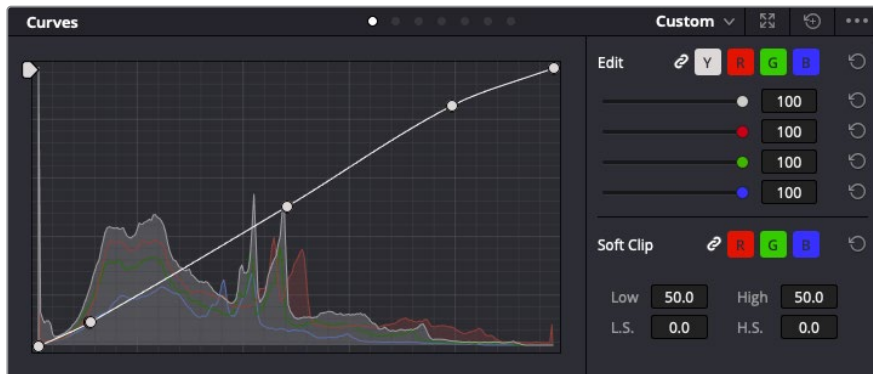 Curves
Custom
Edit Y R G B
100
100
100
100
Soft Clip R G B
Low 50.0 High 50.0
L.S. 0.0 H.S. 0.0